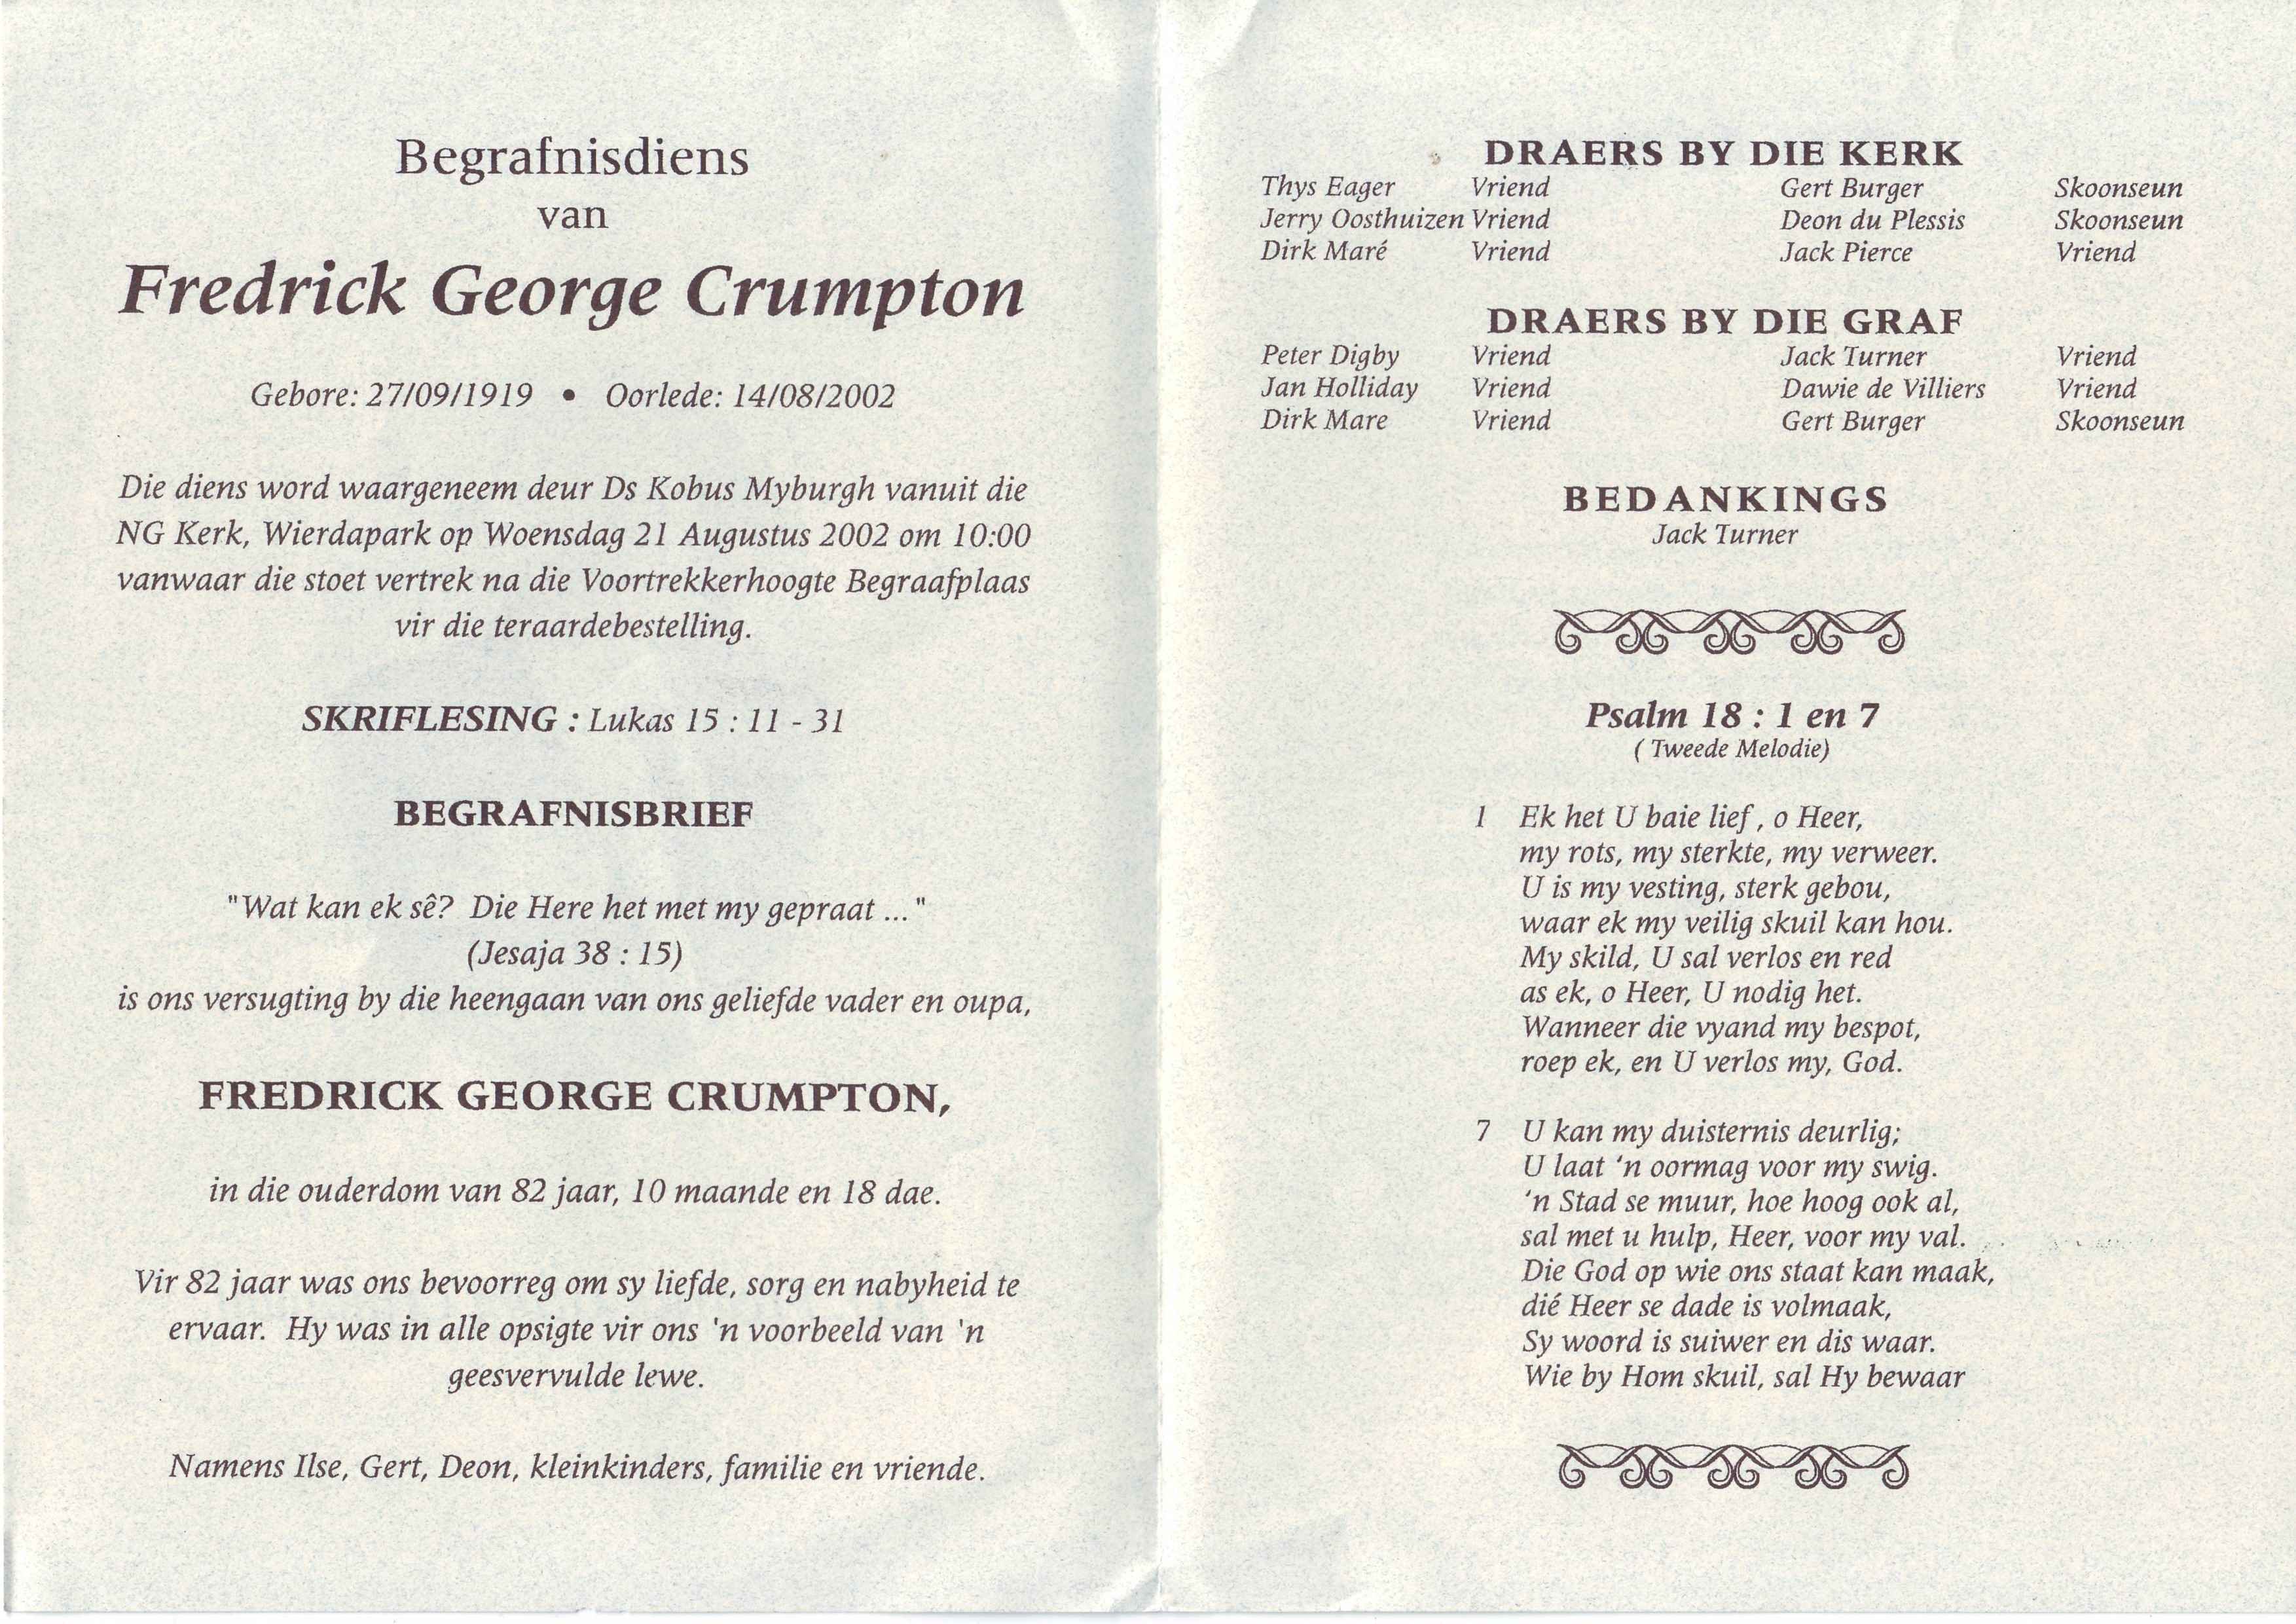 Begrafnisdiens
van
Fredrick George Crumpton
Gebore: 27/09/1919 • Oorlede: 14/08/2002
Die diens word waargeneem deur Ds Kobus Myburgh vanuit die
NG Kerk, Wierdapark op Woensdag 21 Augustus 2002 om 10:00
vanwaar die stoet vertrek na die Voortrekkerhoogte Begraafplaas
vir die teraardebestelling.
SKRIFLESING : Lukas 15 : 11 - 31
BEGRAFNISBRIEF
"Wat kan ek sê? Die Here het met my gepraat ... "
(Jesaja 38 : 15)
is ons versugting by die heengaan van ons geliefde vader en oupa,
FREDRICK GEORGE CRUMPTON,
in die ouderdom van 82 jaar, 10 maande en 18 dae.
Vir 82 jaar was ons bevoorreg om sy liefde, sorg en nabyheid te
ervaar. Hy was in alle opsigte vir ons 'n voorbeeld van 'n
geesvervulde lewe.
Namens Ilse, Gert, Deon, kleinkinders, familie en vriende.
DRAERS BY DIE KERK
Thys Eager Vriend Gert Burger Skoonseun
Jerry Oosthuizen Vriend Deon du Plessis Skoonseun
Dirk Maré Vriend Jack Pierce Vriend
DRAERS BY DIE GRAF
Peter Digby Vriend Jack Turner Vriend
Jan Holliday Vriend Dawie de Villiers Vriend
Dirk Mare Vriend Gert Burger Skoonseun
BEDANKINGS
Jack Turner
Psalm 18 : 1 en 7
( Tweede Melodie)
1 Ek het U baie lief , o Heer,
my rots, my sterkte, my verweer.
U is my vesting, sterk gebou,
waar ek my veilig skuil kan hou.
My skild, U sal verlos en red
as ek, o Heer, U nodig het.
Wanneer die vyand my bespot,
roep ek, en U verlos my, God.
7 U kan my duisternis deurlig;
U laat ‘n oormag voor my swig.
‘n Stad se muur, hoe hoog ook al,
sal met u hulp, Heer, voor my val.
Die God op wie ons staat kan maak,
dié Heer se dade is volmaak,
Sy woord is suiwer en dis waar.
Wie by Hom skuil, sal Hy bewaar